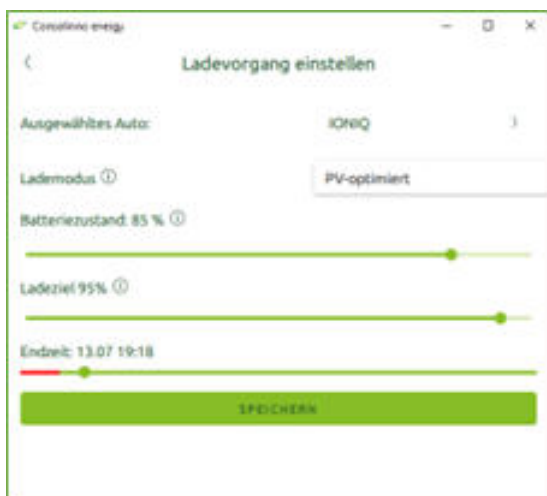 Consolinno energy
Ladevorgang einstellen
Ausgewähltes Auto: IONIQ
Lademodus PV-optimiert
Batteriezustand: 85 %
Ladeziel 95%
Endzeit: 13.07 19:18
SPEICHERN